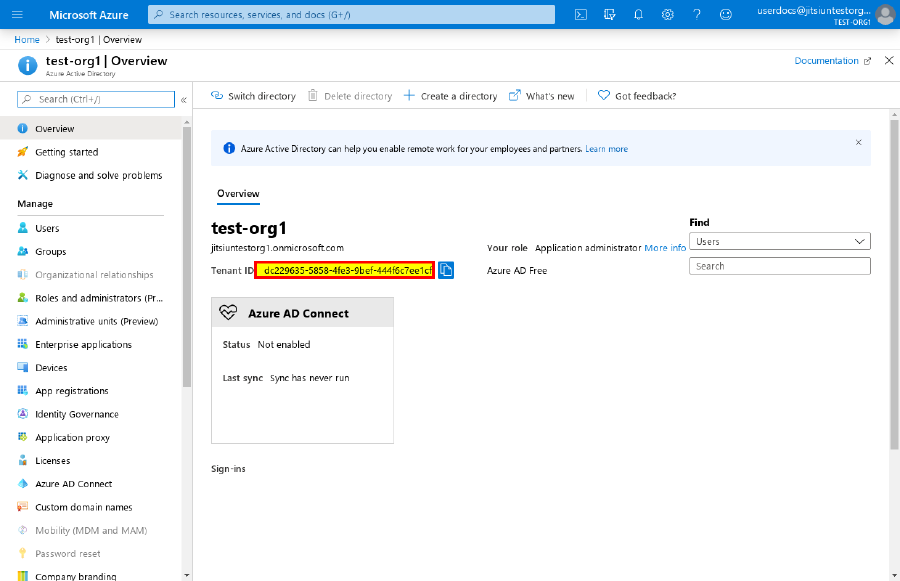 Microsoft Azure
Search resources, services, and docs (G+/)
userdocs@jitsiuntestorg...
TEST-ORG1
Home > test-org1 | Overview
test-org1 | Overview
Azure Active Directory
Documentation
Search (Ctrl+/)
«
Switch directory
Delete directory
Create a directory
What's new
Got feedback?
Overview
Getting started
Diagnose and solve problems
Manage
Users
Groups
Organizational relationships
Roles and administrators (Pr...
Administrative units (Preview)
Enterprise applications
Devices
App registrations
Identity Governance
Application proxy
Licenses
Azure AD Connect
Custom domain names
Mobility (MDM and MAM)
Password reset
Company branding
Azure Active Directory can help you enable remote work for your employees and partners. Learn more
Overview
test-org1
jitsiuntestorg1.onmicrosoft.com
Tenant ID dc229635-5858-4fe3-9bef-444f6c7ee1cf
Your role Application administrator More info
Azure AD Free
Find
Users
Search
Azure AD Connect
Status Not enabled
Last sync Sync has never run
Sign-ins